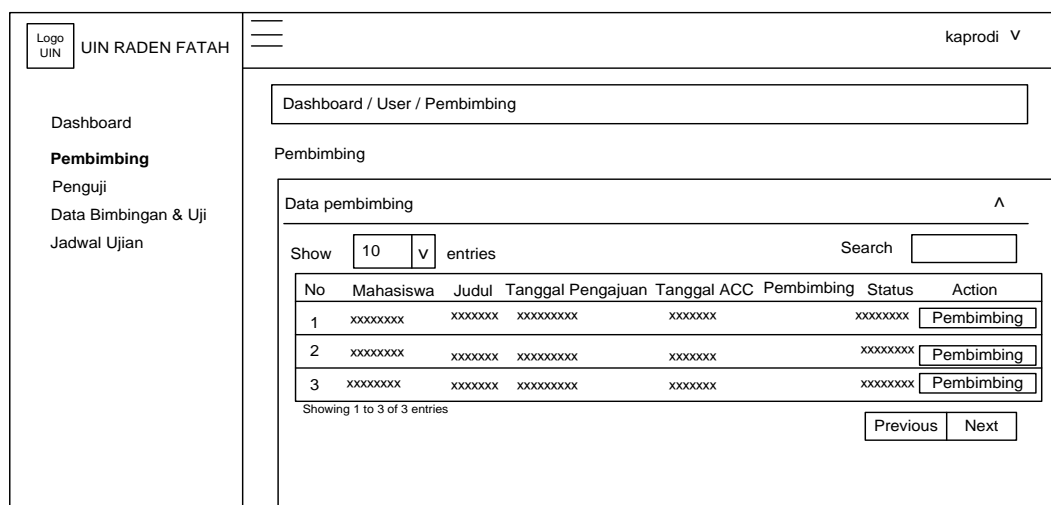 Logo
UIN
UIN RADEN FATAH
kaprodi v
Dashboard
Pembimbing
Penguji
Data Bimbingan & Uji
Jadwal Ujian
Dashboard / User / Pembimbing
Pembimbing
Data pembimbing ^
Show 10 v entries Search
No Mahasiswa Judul Tanggal Pengajuan Tanggal ACC Pembimbing Status Action
1 xxxxxxxx xxxxxxx xxxxxxxxx xxxxxxx xxxxxxxx Pembimbing
2 xxxxxxxx xxxxxxx xxxxxxxxx xxxxxxx xxxxxxxx Pembimbing
3 xxxxxxxx xxxxxxx xxxxxxxxx xxxxxxx xxxxxxxx Pembimbing
Showing 1 to 3 of 3 entries
Previous Next